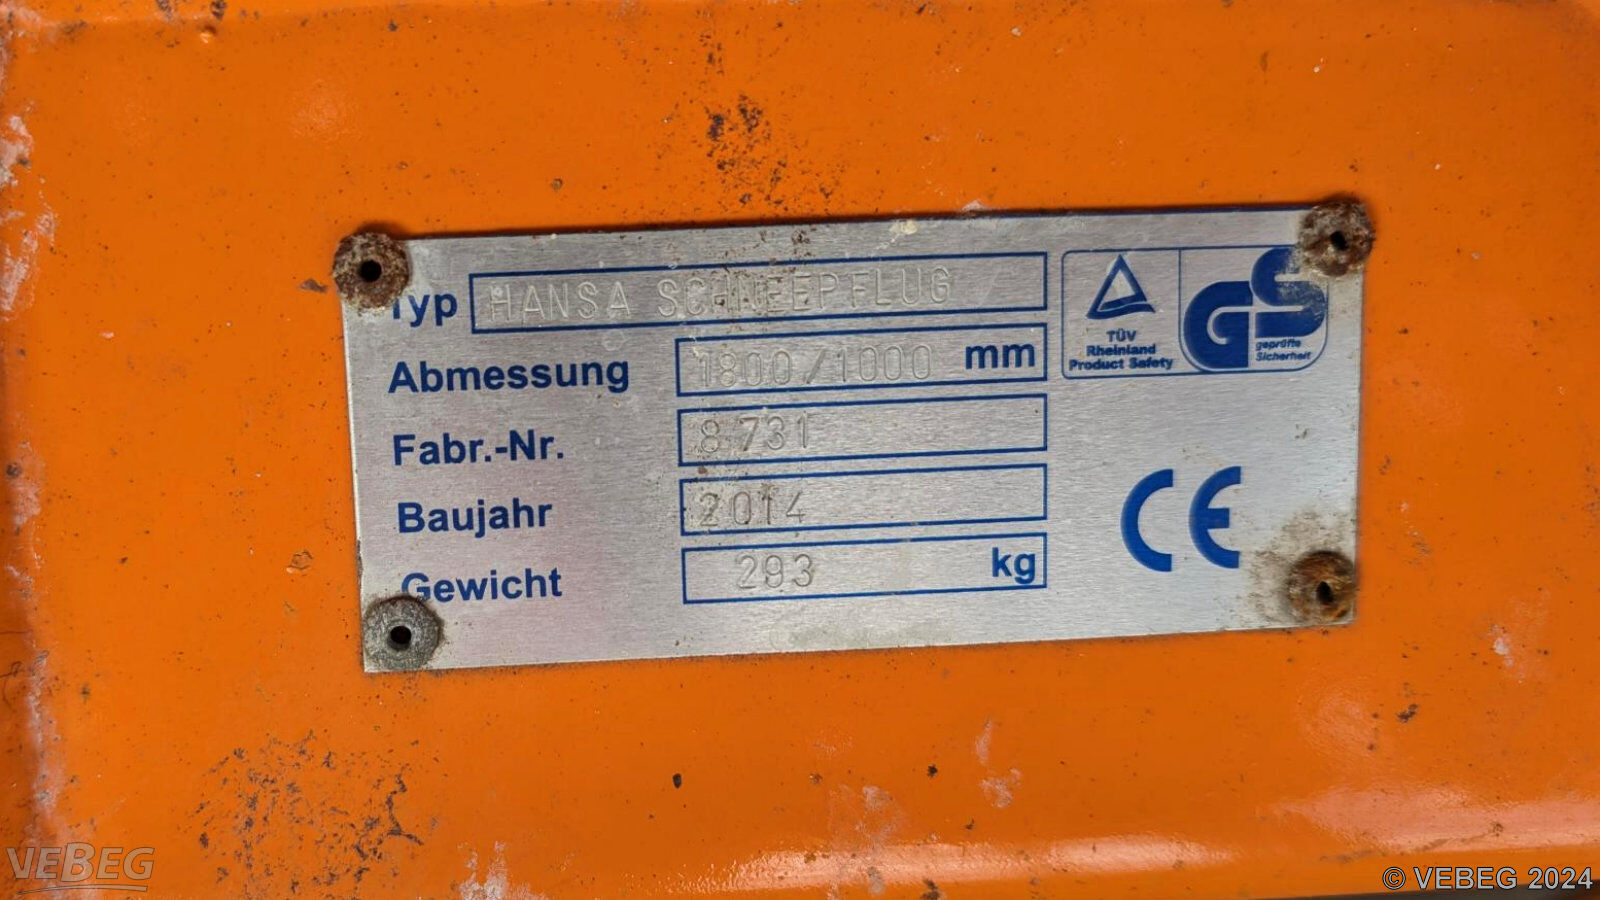 Typ HANSA SCHNEEPFLUG
Abmessung 1800/1000 mm
Fabr.-Nr. 8731
Baujahr 2014
Gewicht 293 kg
TÜV
Rheinland
Product Safety
GS
geprüfte
Sicherheit
CE
VEBEG
© VEBEG 2024